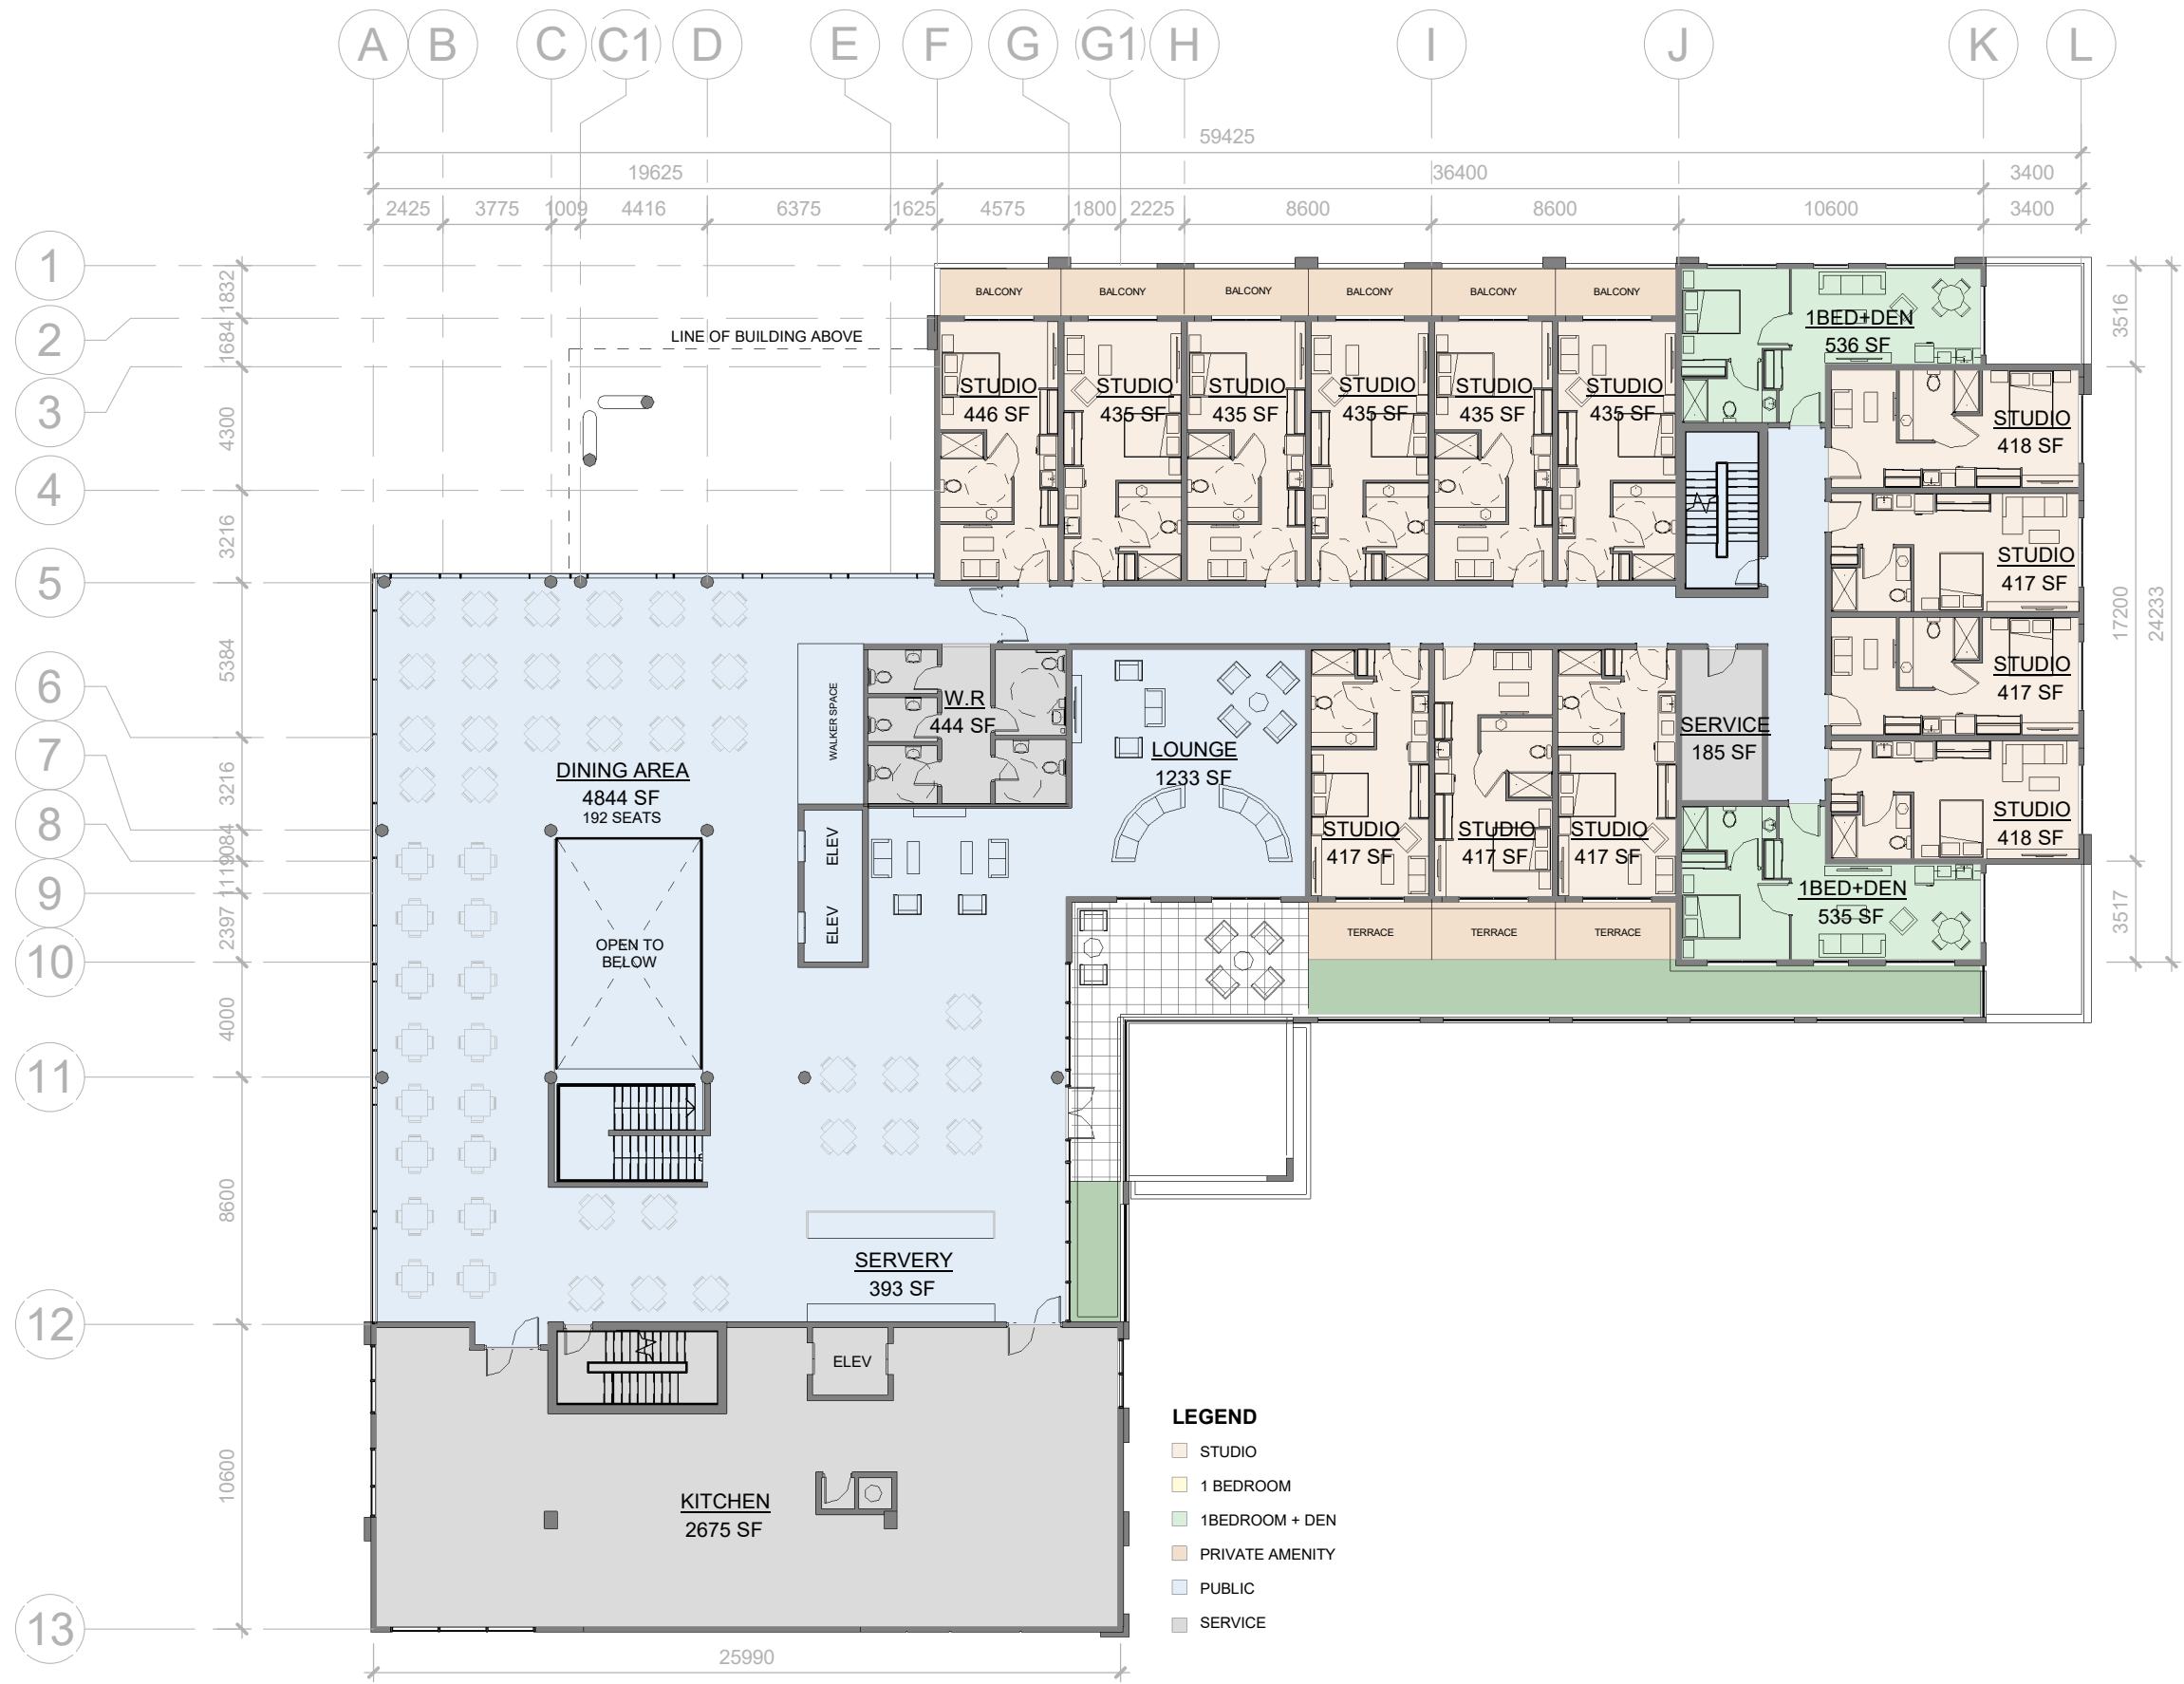 A B C C1 D E F G G1 H I J K L
59425
19625 36400 3400
2425 3775 1009 4416 6375 1625 4575 1800 2225 8600 8600 10600 3400
1
2
3
4
5
6
7
8
9
10
11
12
13
1832
1684
4300
3216
5384
3216
1084
1119
2397
4000
8600
10600
3516
17200
24233
3517
LINE OF BUILDING ABOVE
BALCONY BALCONY BALCONY BALCONY BALCONY BALCONY
STUDIO
446 SF
STUDIO
435 SF
STUDIO
435 SF
STUDIO
435 SF
STUDIO
435 SF
STUDIO
435 SF
1BED+DEN
536 SF
STUDIO
418 SF
STUDIO
417 SF
STUDIO
417 SF
STUDIO
418 SF
1BED+DEN
535 SF
SERVICE
185 SF
W.R
444 SF
WALKER SPACE
LOUNGE
1233 SF
DINING AREA
4844 SF
192 SEATS
STUDIO
417 SF
STUDIO
417 SF
STUDIO
417 SF
ELEV
ELEV
TERRACE TERRACE TERRACE
OPEN TO
BELOW
SERVERY
393 SF
ELEV
KITCHEN
2675 SF
25990
LEGEND
STUDIO
1 BEDROOM
1BEDROOM + DEN
PRIVATE AMENITY
PUBLIC
SERVICE